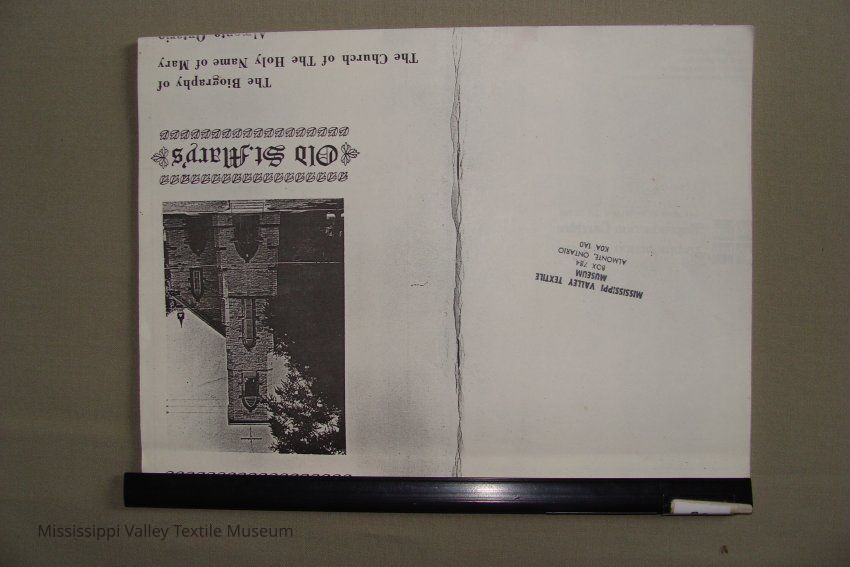 Old St.Mary's
The Biography of
The Church of The Holy Name of Mary
Almonte Ontario
MISSISSIPPI VALLEY TEXTILE
MUSEUM
BOX 784
ALMONTE, ONTARIO
K0A 1A0
Mississippi Valley Textile Museum